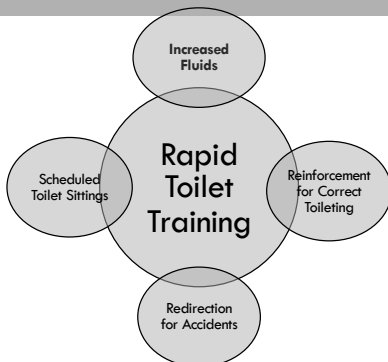 Increased
Fluids
Rapid
Toilet
Training
Scheduled
Toilet Sittings
Reinforcement
for Correct
Toileting
Redirection
for Accidents